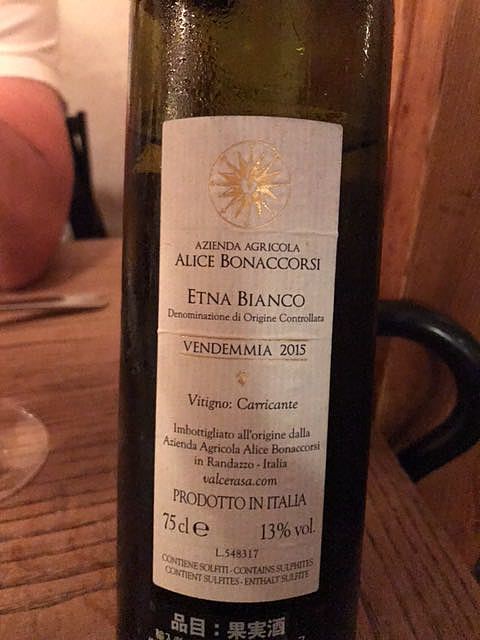 AZIENDA AGRICOLA
ALICE BONACCORSI
ETNA BIANCO
Denominazione di Origine Controllata
VENDEMMIA 2015
Vitigno: Carricante
Imbottigliato all'origine dalla
Azienda Agricola Alice Bonaccorsi
in Randazzo - Italia
valcerasa.com
PRODOTTO IN ITALIA
75 cl e 13% vol.
L.548317
CONTIENE SOLFITI - CONTAINS SULPHITES
CONTIENT SULFITES - ENTHALT SULFITE
品目：果実酒